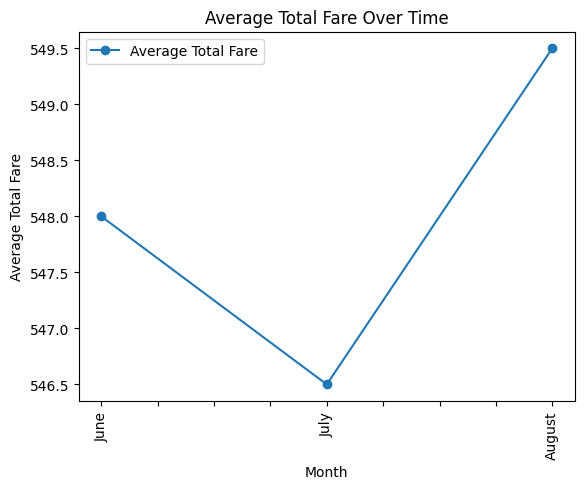 Average Total Fare Over Time
Average Total Fare
549.5
549.0
548.5
548.0
547.5
547.0
546.5
Average Total Fare
June
July
August
Month